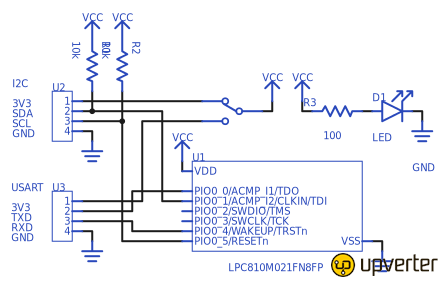 VCC VCC
10k R1 R2
I2C
U2
VCC VCC
3V3 1
SDA 2
SCL 3
GND 4
R3
D1
100
LED
VCC
U1
GND
VDD
USART
U3
3V3 1
TXD 2
RXD 3
GND 4
PIO0_0/ACMP_I1/TDO
PIO0_1/ACMP_I2/CLKIN/TDI
PIO0_2/SWDIO/TMS
PIO0_3/SWCLK/TCK
PIO0_4/WAKEUP/TRSTn
PIO0_5/RESETn
VSS
LPC810M021FN8FP
upverter